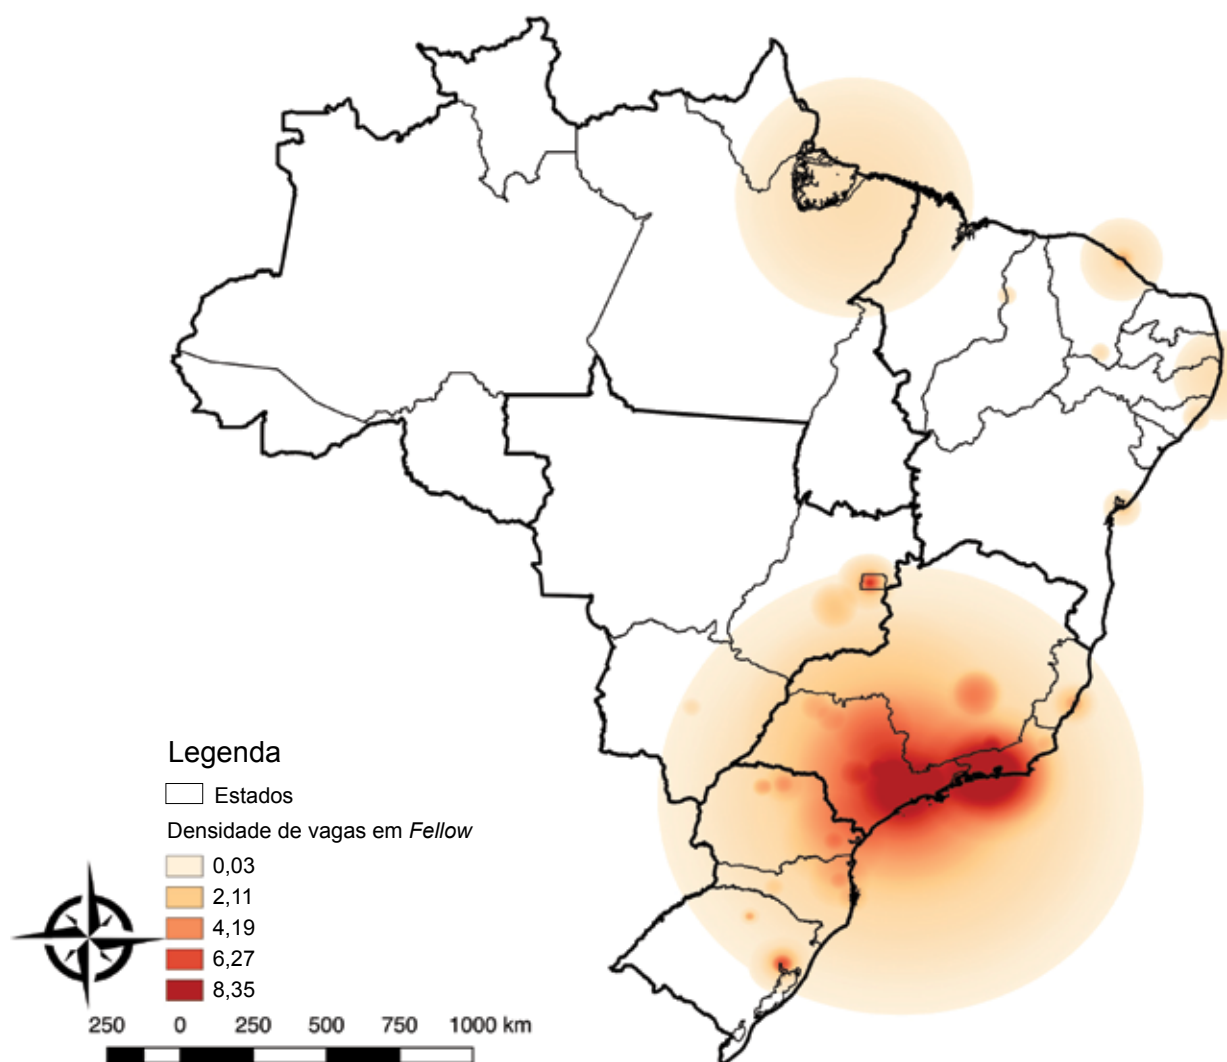 Legenda
Estados
Densidade de vagas em Fellow
0,03
2,11
4,19
6,27
8,35
250 0 250 500 750 1000 km